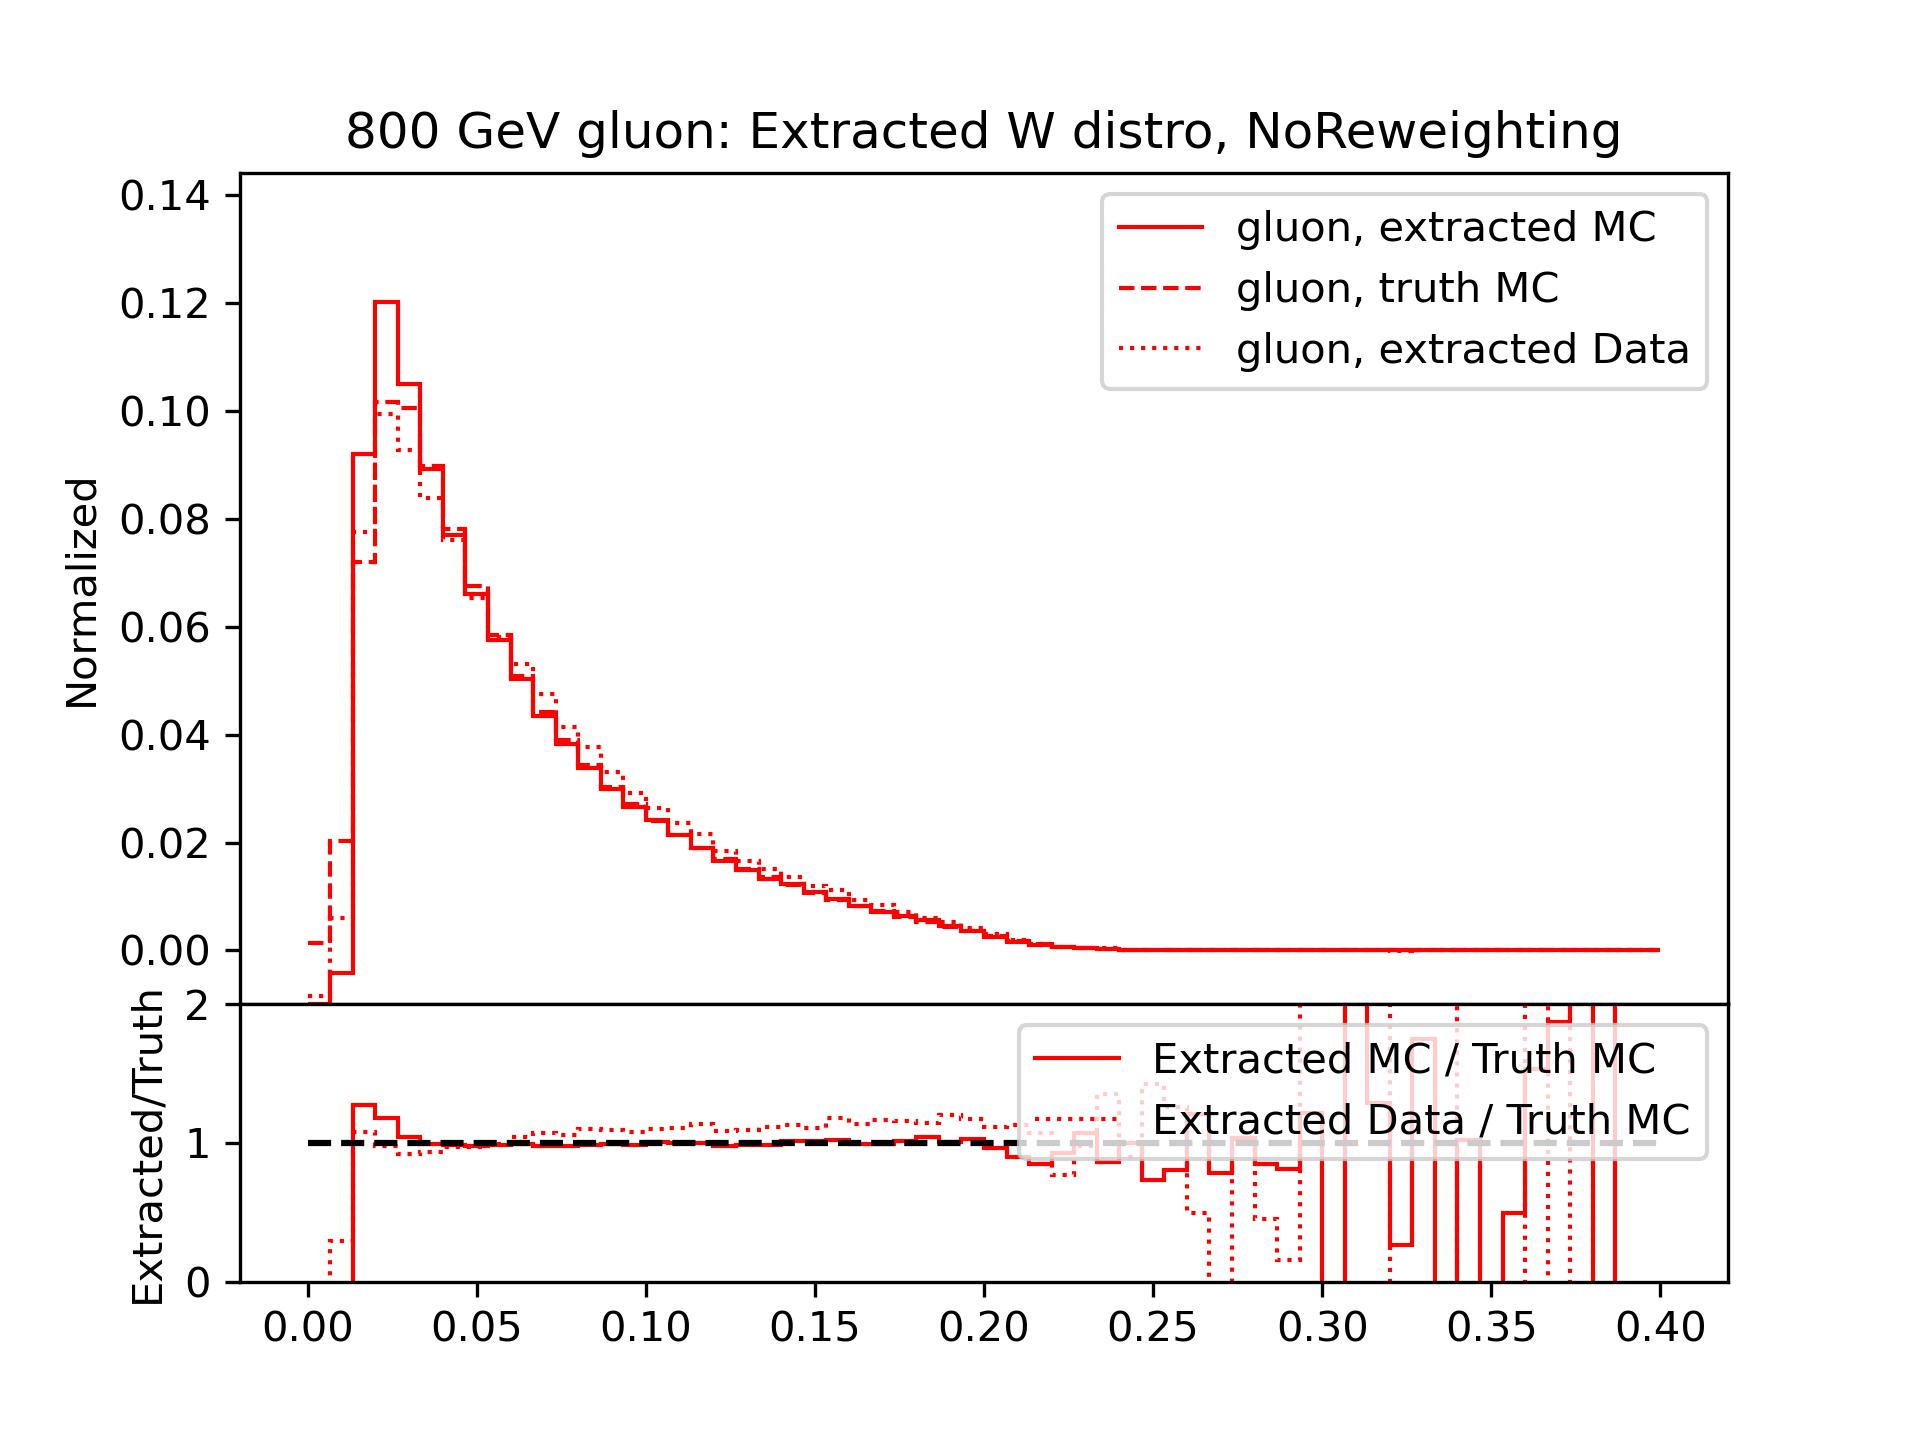 800 GeV gluon: Extracted W distro, NoReweighting
Normalized
0.14
0.12
0.10
0.08
0.06
0.04
0.02
0.00
gluon, extracted MC
gluon, truth MC
gluon, extracted Data
Extracted/Truth
2
1
0
Extracted MC / Truth MC
Extracted Data / Truth MC
0.00 0.05 0.10 0.15 0.20 0.25 0.30 0.35 0.40